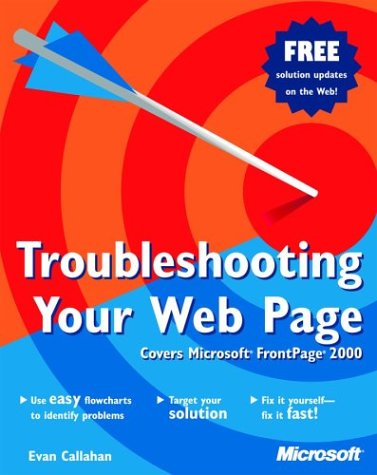 FREE
solution updates
on the Web!
Troubleshooting
Your Web Page
Covers Microsoft® FrontPage® 2000
Use easy flowcharts
to identify problems
Target your
solution
Fix it yourself—
fix it fast!
Evan Callahan
Microsoft®